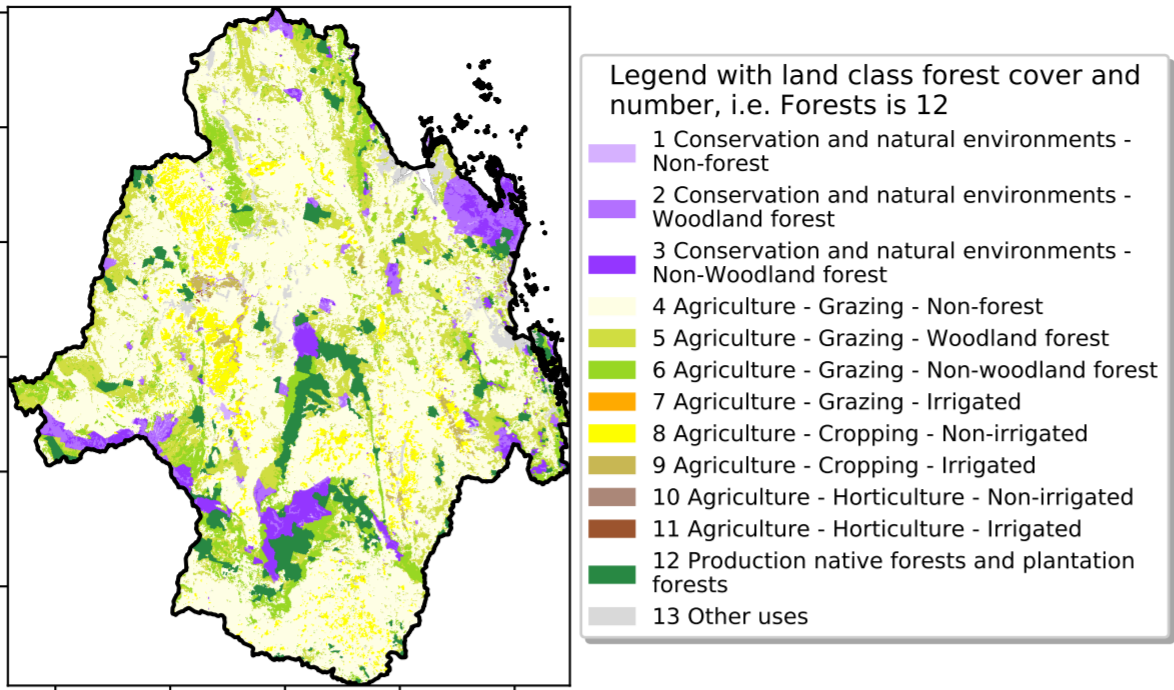 Legend with land class forest cover and
number, i.e. Forests is 12
1 Conservation and natural environments -
Non-forest
2 Conservation and natural environments -
Woodland forest
3 Conservation and natural environments -
Non-Woodland forest
4 Agriculture - Grazing - Non-forest
5 Agriculture - Grazing - Woodland forest
6 Agriculture - Grazing - Non-woodland forest
7 Agriculture - Grazing - Irrigated
8 Agriculture - Cropping - Non-irrigated
9 Agriculture - Cropping - Irrigated
10 Agriculture - Horticulture - Non-irrigated
11 Agriculture - Horticulture - Irrigated
12 Production native forests and plantation
forests
13 Other uses